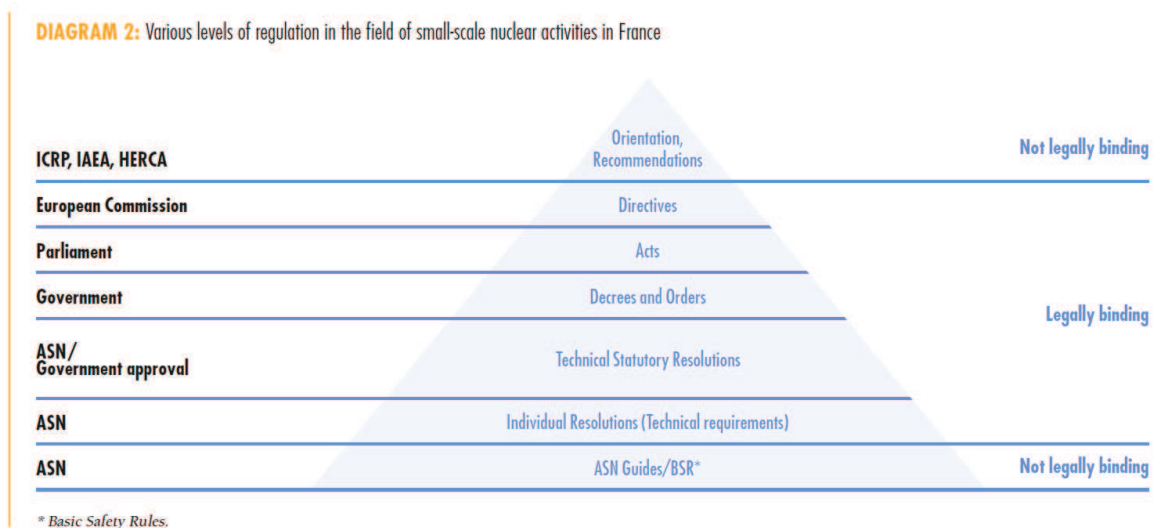 DIAGRAM 2: Various levels of regulation in the field of small-scale nuclear activities in France
Orientation,
Recommendations
Not legally binding
ICRP, IAEA, HERCA
European Commission
Directives
Parliament
Acts
Government
Decrees and Orders
Legally binding
ASN/
Government approval
Technical Statutory Resolutions
ASN
Individual Resolutions (Technical requirements)
ASN
ASN Guides/BSR*
Not legally binding
* Basic Safety Rules.